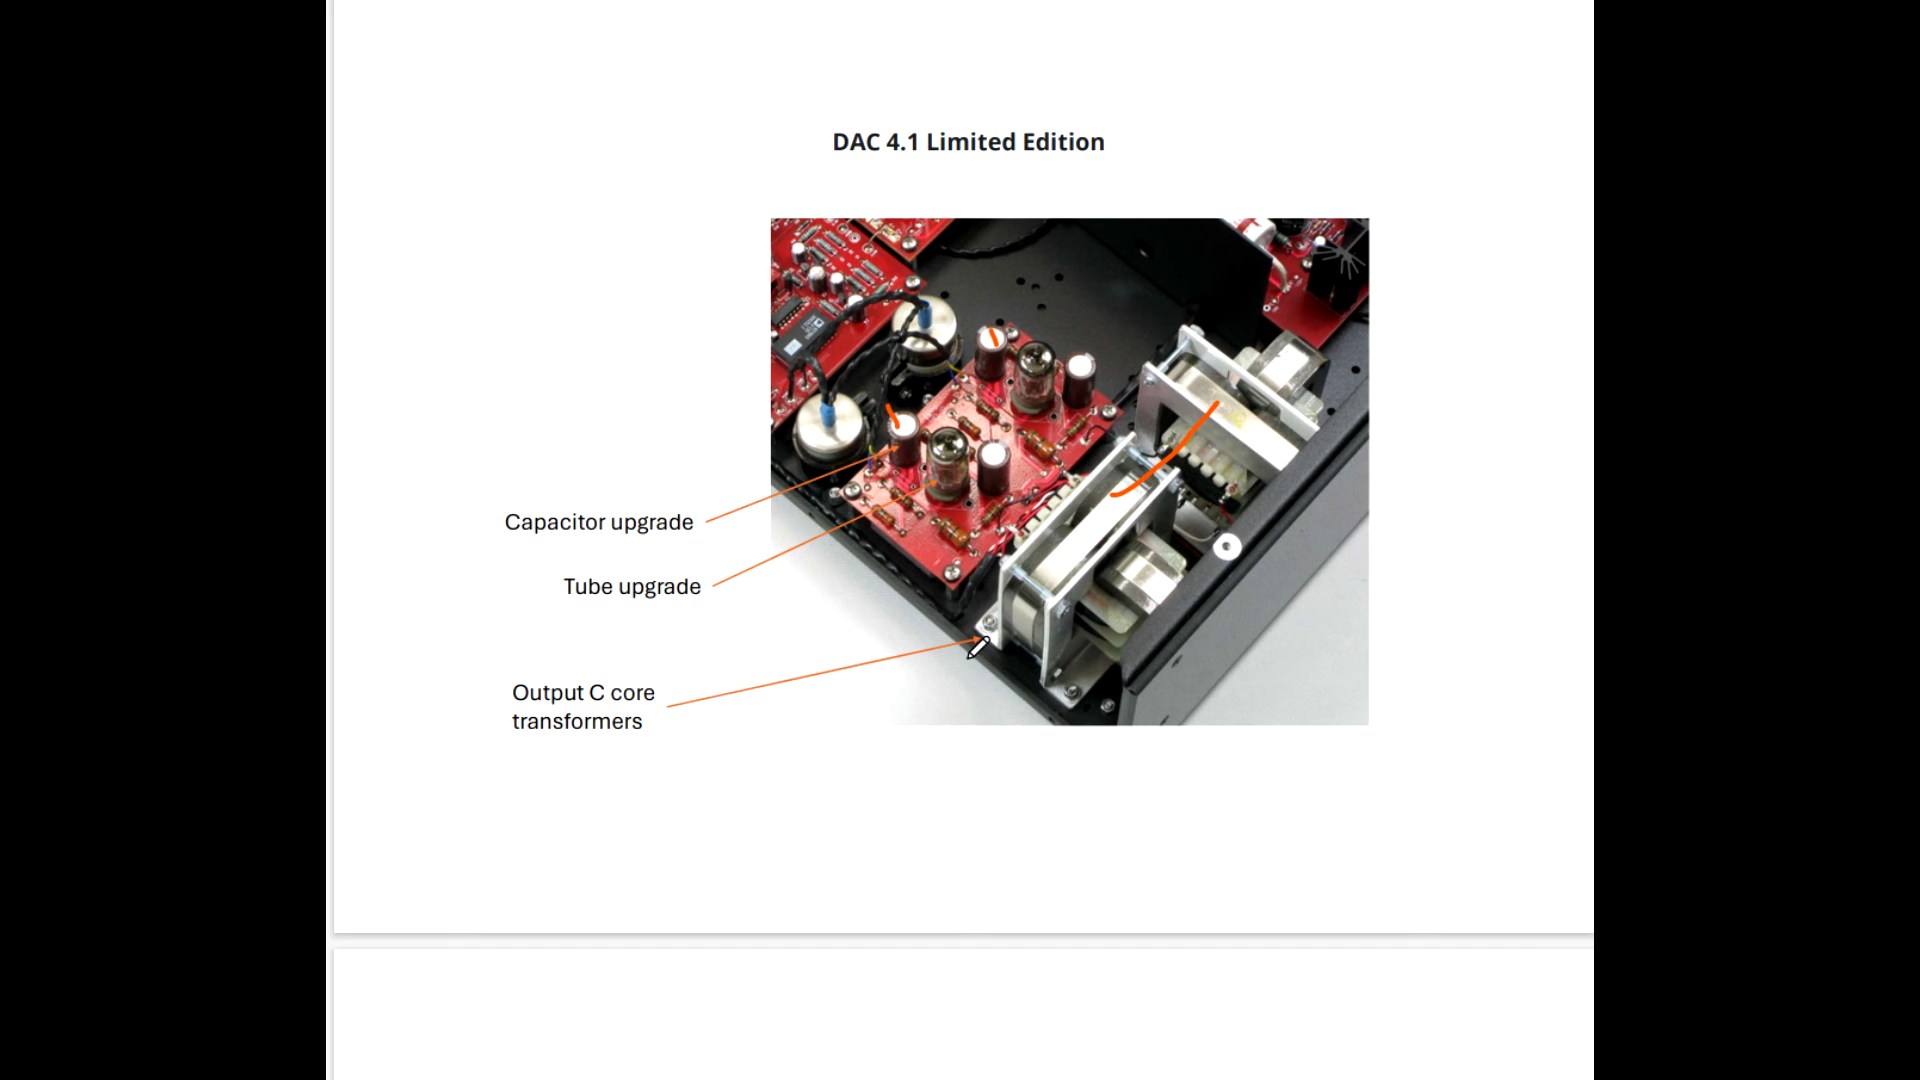 DAC 4.1 Limited Edition
Capacitor upgrade
Tube upgrade
Output C core
transformers